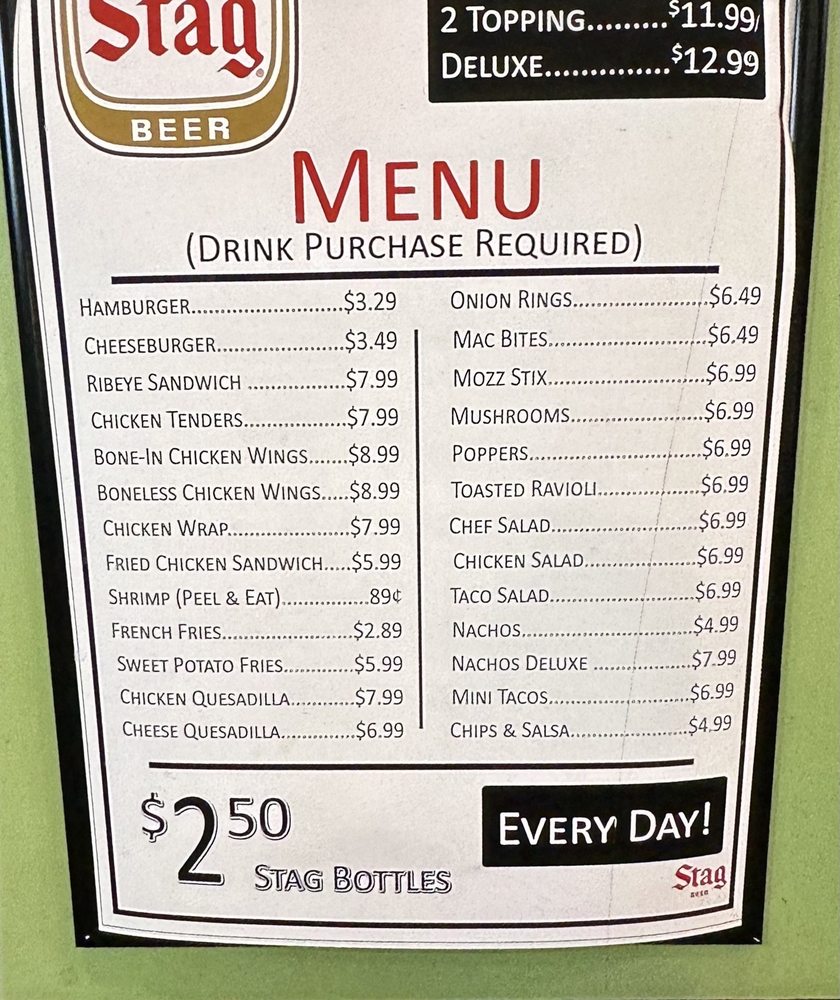 Stag®
BEER
2 TOPPING.........$11.99
DELUXE..............$12.99
MENU
(DRINK PURCHASE REQUIRED)
HAMBURGER.........................$3.29
CHEESEBURGER.....................$3.49
RIBEYE SANDWICH ................$7.99
CHICKEN TENDERS.................$7.99
BONE-IN CHICKEN WINGS.......$8.99
BONELESS CHICKEN WINGS.....$8.99
CHICKEN WRAP....................$7.99
FRIED CHICKEN SANDWICH.....$5.99
SHRIMP (PEEL & EAT)...............89¢
FRENCH FRIES......................$2.89
SWEET POTATO FRIES............$5.99
CHICKEN QUESADILLA............$7.99
CHEESE QUESADILLA.............$6.99
ONION RINGS.......................$6.49
MAC BITES..........................$6.49
MOZZ STIX..........................$6.99
MUSHROOMS......................$6.99
POPPERS.............................$6.99
TOASTED RAVIOLI.................$6.99
CHEF SALAD........................$6.99
CHICKEN SALAD...................$6.99
TACO SALAD........................$6.99
NACHOS.............................$4.99
NACHOS DELUXE ................$7.99
MINI TACOS.......................$6.99
CHIPS & SALSA....................$4.99
$2 50
STAG BOTTLES
EVERY DAY!
Stag
BEER